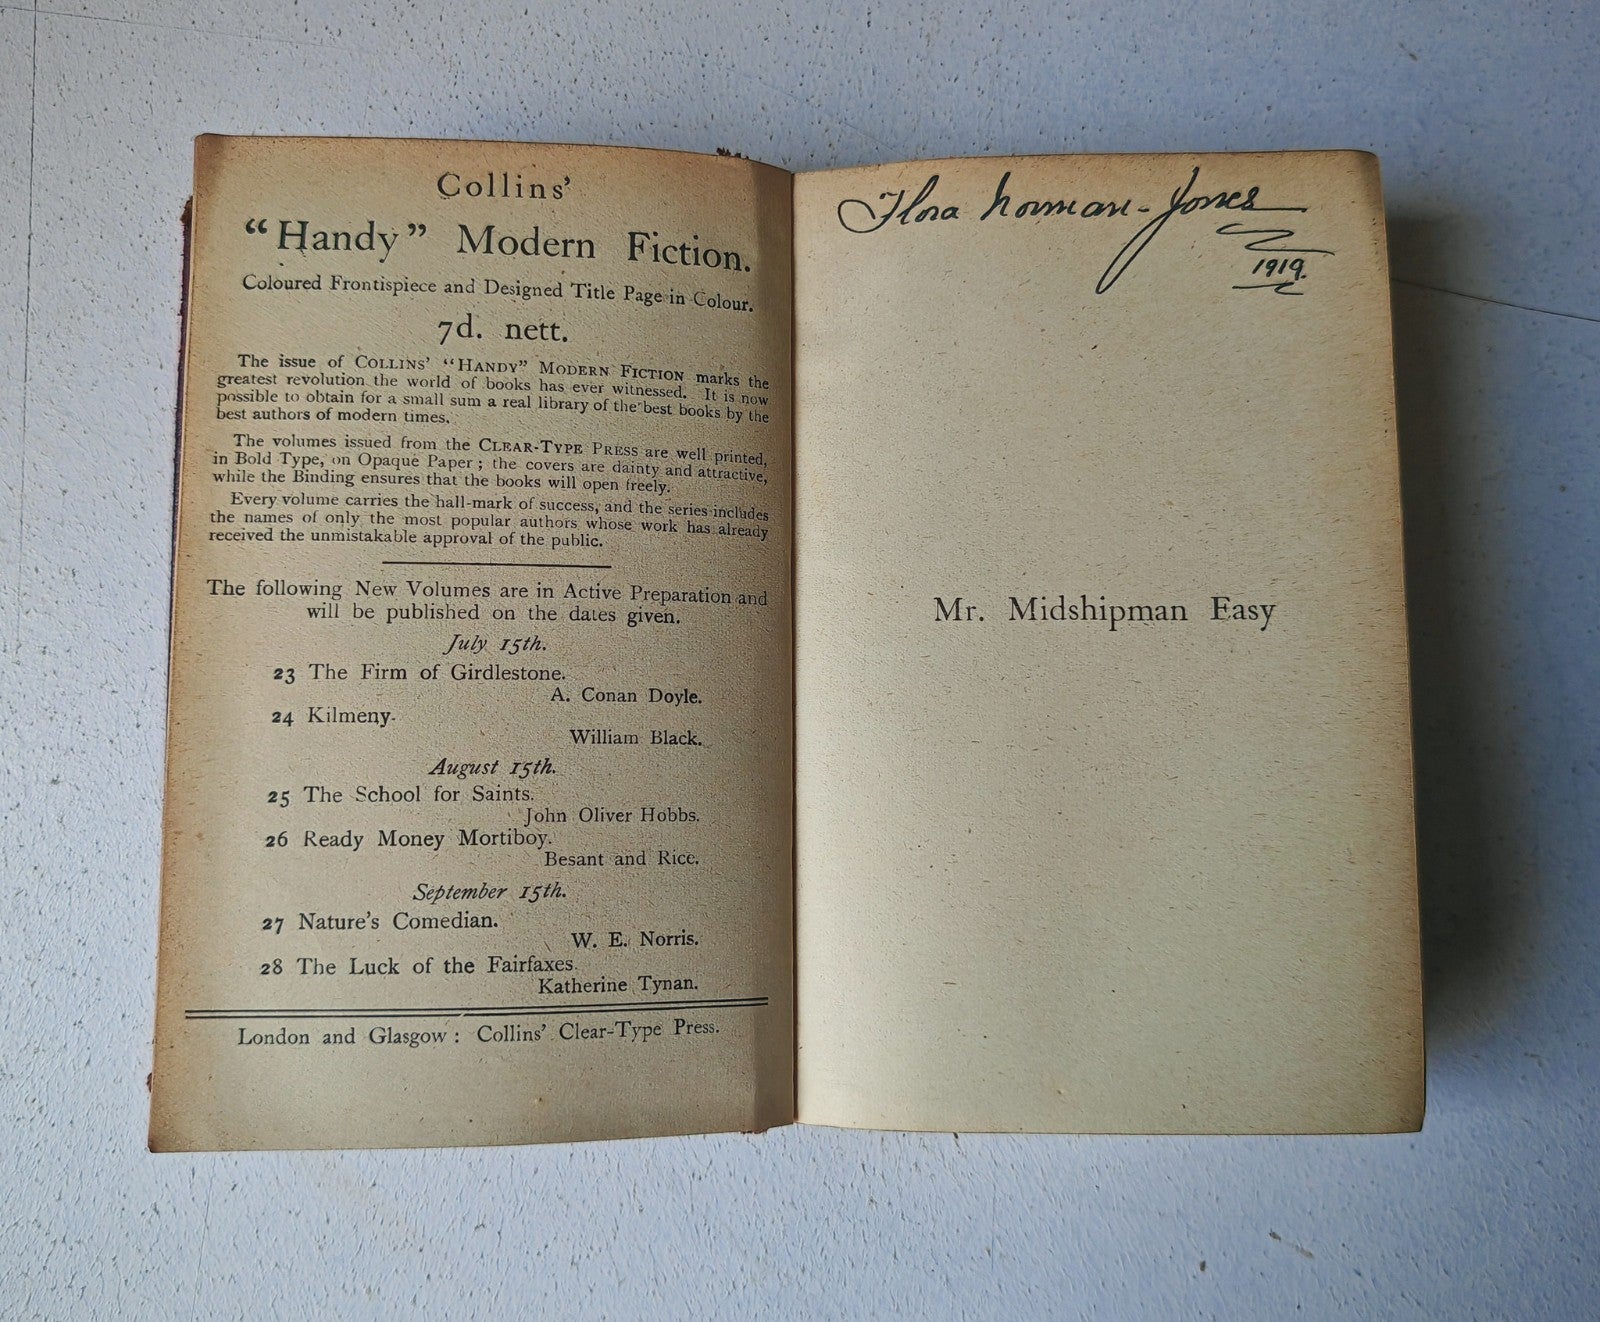 Collins'
"Handy" Modern Fiction.
Coloured Frontispiece and Designed Title Page in Colour.
7d. nett.
The issue of COLLINS' "HANDY" MODERN FICTION marks the
greatest revolution the world of books has ever witnessed. It is now
possible to obtain for a small sum a real library of the best books by the
best authors of modern times.
The volumes issued from the CLEAR-TYPE PRESS are well printed,
in Bold Type, on Opaque Paper; the covers are dainty and attractive,
while the Binding ensures that the books will open freely.
Every volume carries the hall-mark of success, and the series includes
the names of only the most popular authors whose work has already
received the unmistakable approval of the public.
The following New Volumes are in Active Preparation and
will be published on the dates given.
July 15th.
23 The Firm of Girdlestone.
A. Conan Doyle.
24 Kilmeny.
William Black.
August 15th.
25 The School for Saints.
John Oliver Hobbs.
26 Ready Money Mortiboy.
Besant and Rice.
September 15th.
27 Nature's Comedian.
W. E. Norris.
28 The Luck of the Fairfaxes.
Katherine Tynan.
London and Glasgow: Collins' Clear-Type Press.
Flora Norman-Jones
1919.
Mr. Midshipman Easy